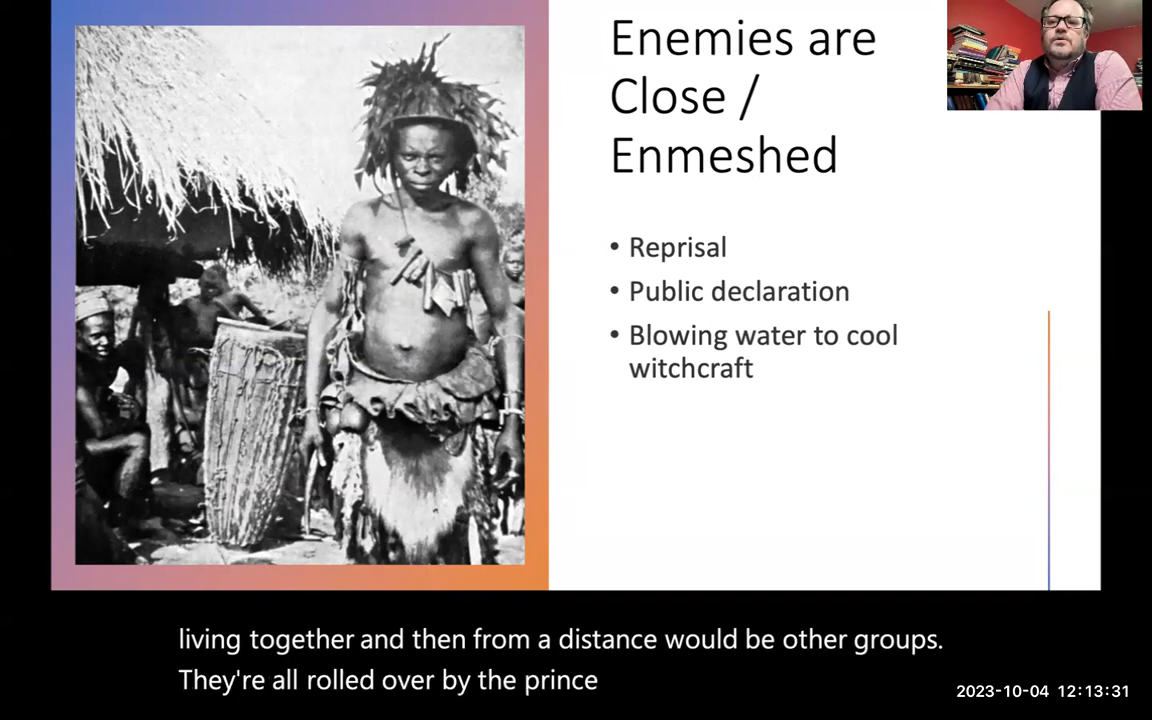 Enemies are
Close /
Enmeshed
• Reprisal
• Public declaration
• Blowing water to cool
witchcraft
living together and then from a distance would be other groups.
They're all rolled over by the prince
2023-10-04 12:13:31